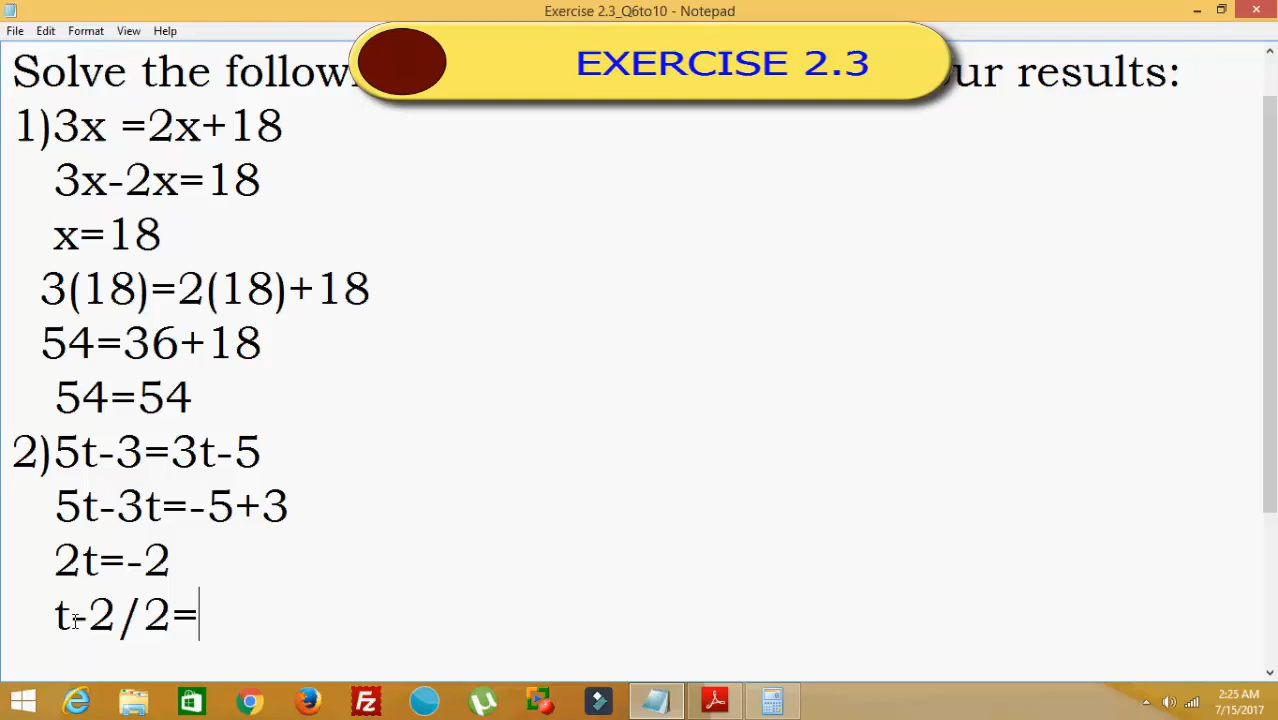 Exercise 2.3_Q6to10 - Notepad
File Edit Format View Help
EXERCISE 2.3
Solve the follow ur results:
1)3x =2x+18
3x-2x=18
x=18
3(18)=2(18)+18
54=36+18
54=54
2)5t-3=3t-5
5t-3t=-5+3
2t=-2
t-2/2=
2:25 AM
7/15/2017